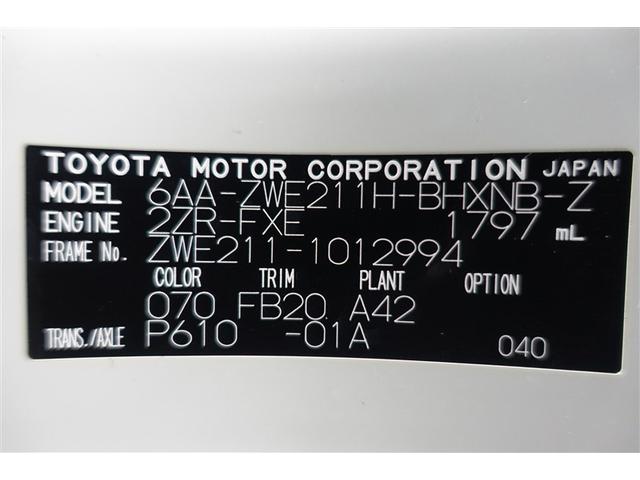 TOYOTA MOTOR CORPORATION JAPAN
MODEL 6AA-ZWE211H-BHXNB-Z
ENGINE 2ZR-FXE 1797 mL
FRAME No. ZWE211-1012994
COLOR TRIM PLANT OPTION
070 FB20 A42
TRANS./AXLE P610 -01A 040